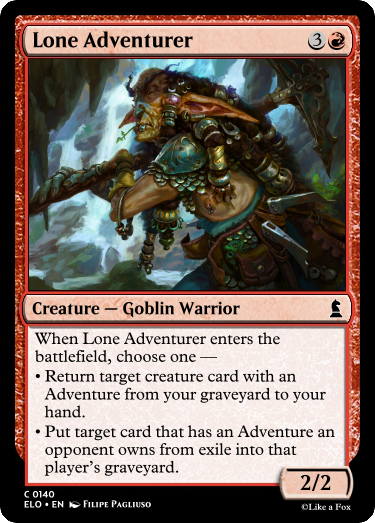 Lone Adventurer 3
Creature — Goblin Warrior
When Lone Adventurer enters the
battlefield, choose one —
• Return target creature card with an
Adventure from your graveyard to your
hand.
• Put target card that has an Adventure an
opponent owns from exile into that
player's graveyard.
2/2
C 0140
ELO • EN Filipe Pagliuso
©Like a Fox